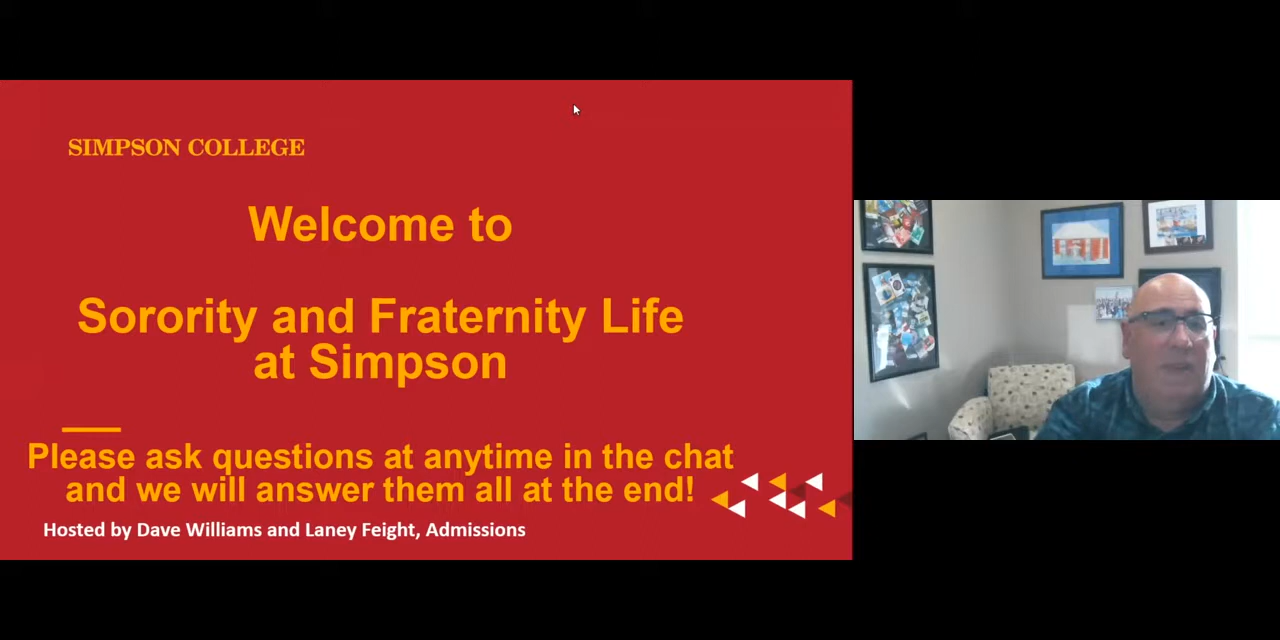 SIMPSON COLLEGE
Welcome to
Sorority and Fraternity Life
at Simpson
Please ask questions at anytime in the chat
and we will answer them all at the end!
Hosted by Dave Williams and Laney Feight, Admissions